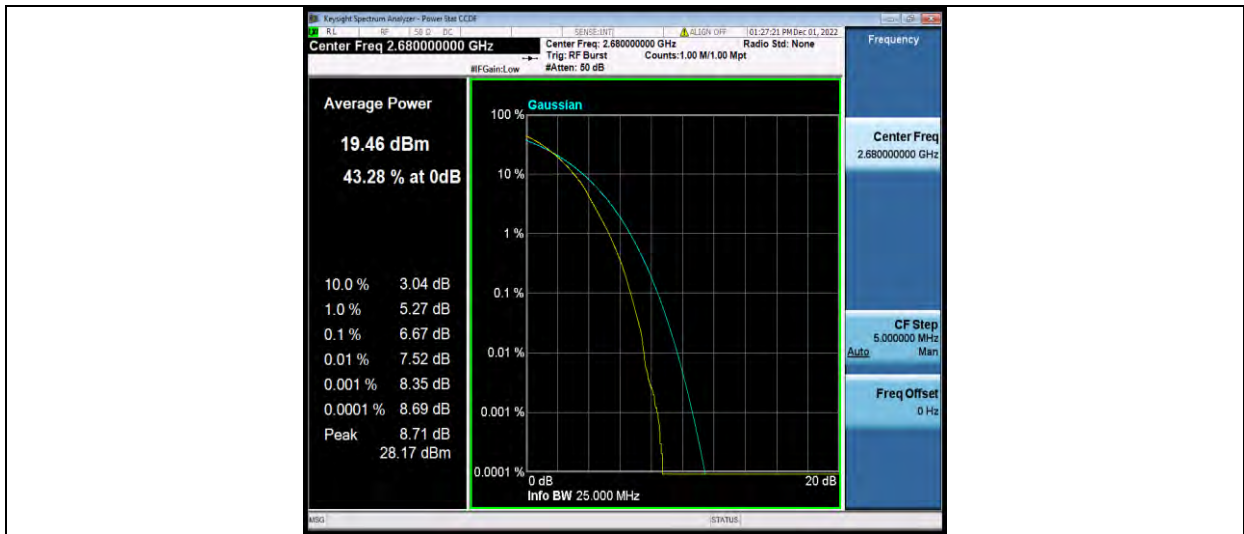 Keysight Spectrum Analyzer - Power Stat CCDF
RL RF 50 Ω DC SENSE:INT ALIGN OFF 01:27:21 PM Dec 01, 2022
Center Freq 2.680000000 GHz
Center Freq: 2.680000000 GHz Radio Std: None
Trig: RF Burst Counts:1.00 M/1.00 Mpt
#IFGain:Low #Atten: 50 dB
Frequency
Average Power
19.46 dBm
43.28 % at 0dB
10.0 % 3.04 dB
1.0 % 5.27 dB
0.1 % 6.67 dB
0.01 % 7.52 dB
0.001 % 8.35 dB
0.0001 % 8.69 dB
Peak 8.71 dB
28.17 dBm
Gaussian
100 %
10 %
1 %
0.1 %
0.01 %
0.001 %
0.0001 %
0 dB 20 dB
Info BW 25.000 MHz
Center Freq
2.680000000 GHz
CF Step
5.000000 MHz
Auto Man
Freq Offset
0 Hz
MSG STATUS